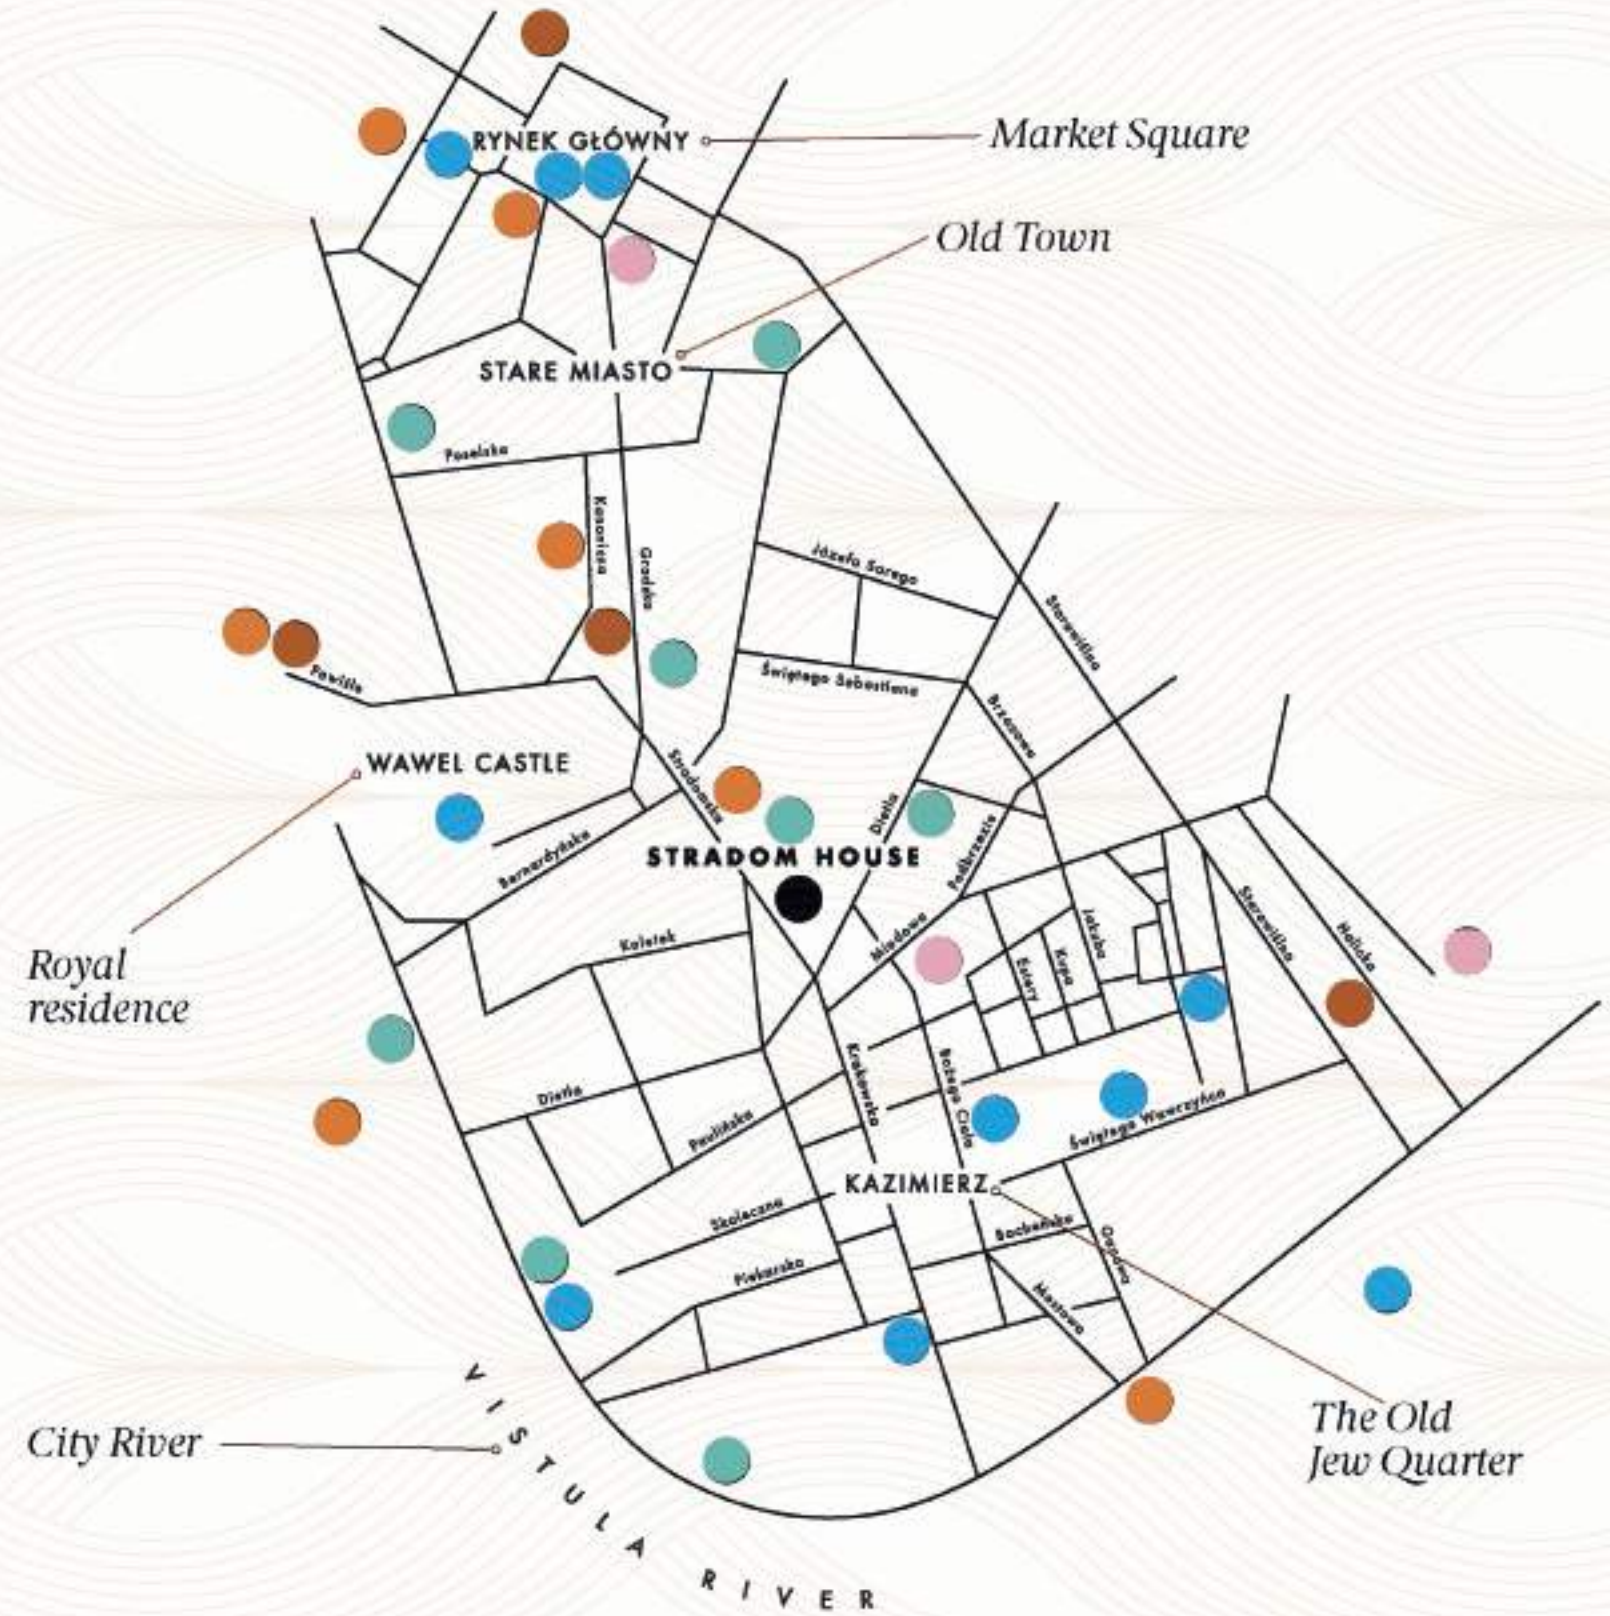 RYNEK GŁÓWNY
Market Square
Old Town
STARE MIASTO
Poselska
Kanonicza
Grodzka
Józefa Sarego
Starowiślna
Powiśle
Świętego Sebastiana
Brzozowa
WAWEL CASTLE
Stradomska
Dietla
Bernardyńska
STRADOM HOUSE
Podbrzezie
Miodowa
Jakuba
Starowiślna
Halicka
Koletek
Estery
Kupa
Royal
residence
Krakowska
Bożego Ciała
Dietla
Paulińska
Świętego Wawrzyńca
KAZIMIERZ
Skałeczna
Bocheńska
Gazowa
Piekarska
Mostowa
VISTULA RIVER
City River
The Old
Jew Quarter